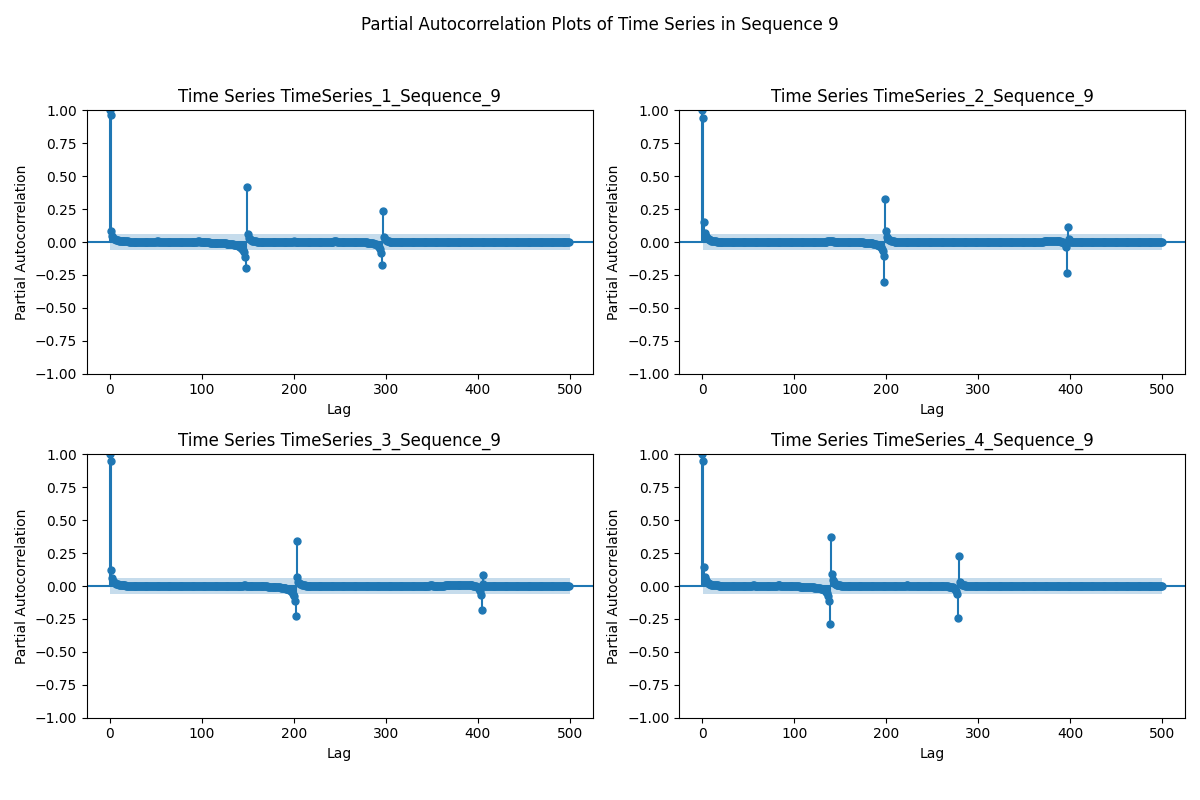 Partial Autocorrelation Plots of Time Series in Sequence 9
Time Series TimeSeries_1_Sequence_9
1.00
0.75
0.50
0.25
0.00
−0.25
−0.50
−0.75
−1.00
Partial Autocorrelation
0 100 200 300 400 500
Lag
Time Series TimeSeries_2_Sequence_9
1.00
0.75
0.50
0.25
0.00
−0.25
−0.50
−0.75
−1.00
Partial Autocorrelation
0 100 200 300 400 500
Lag
Time Series TimeSeries_3_Sequence_9
1.00
0.75
0.50
0.25
0.00
−0.25
−0.50
−0.75
−1.00
Partial Autocorrelation
0 100 200 300 400 500
Lag
Time Series TimeSeries_4_Sequence_9
1.00
0.75
0.50
0.25
0.00
−0.25
−0.50
−0.75
−1.00
Partial Autocorrelation
0 100 200 300 400 500
Lag